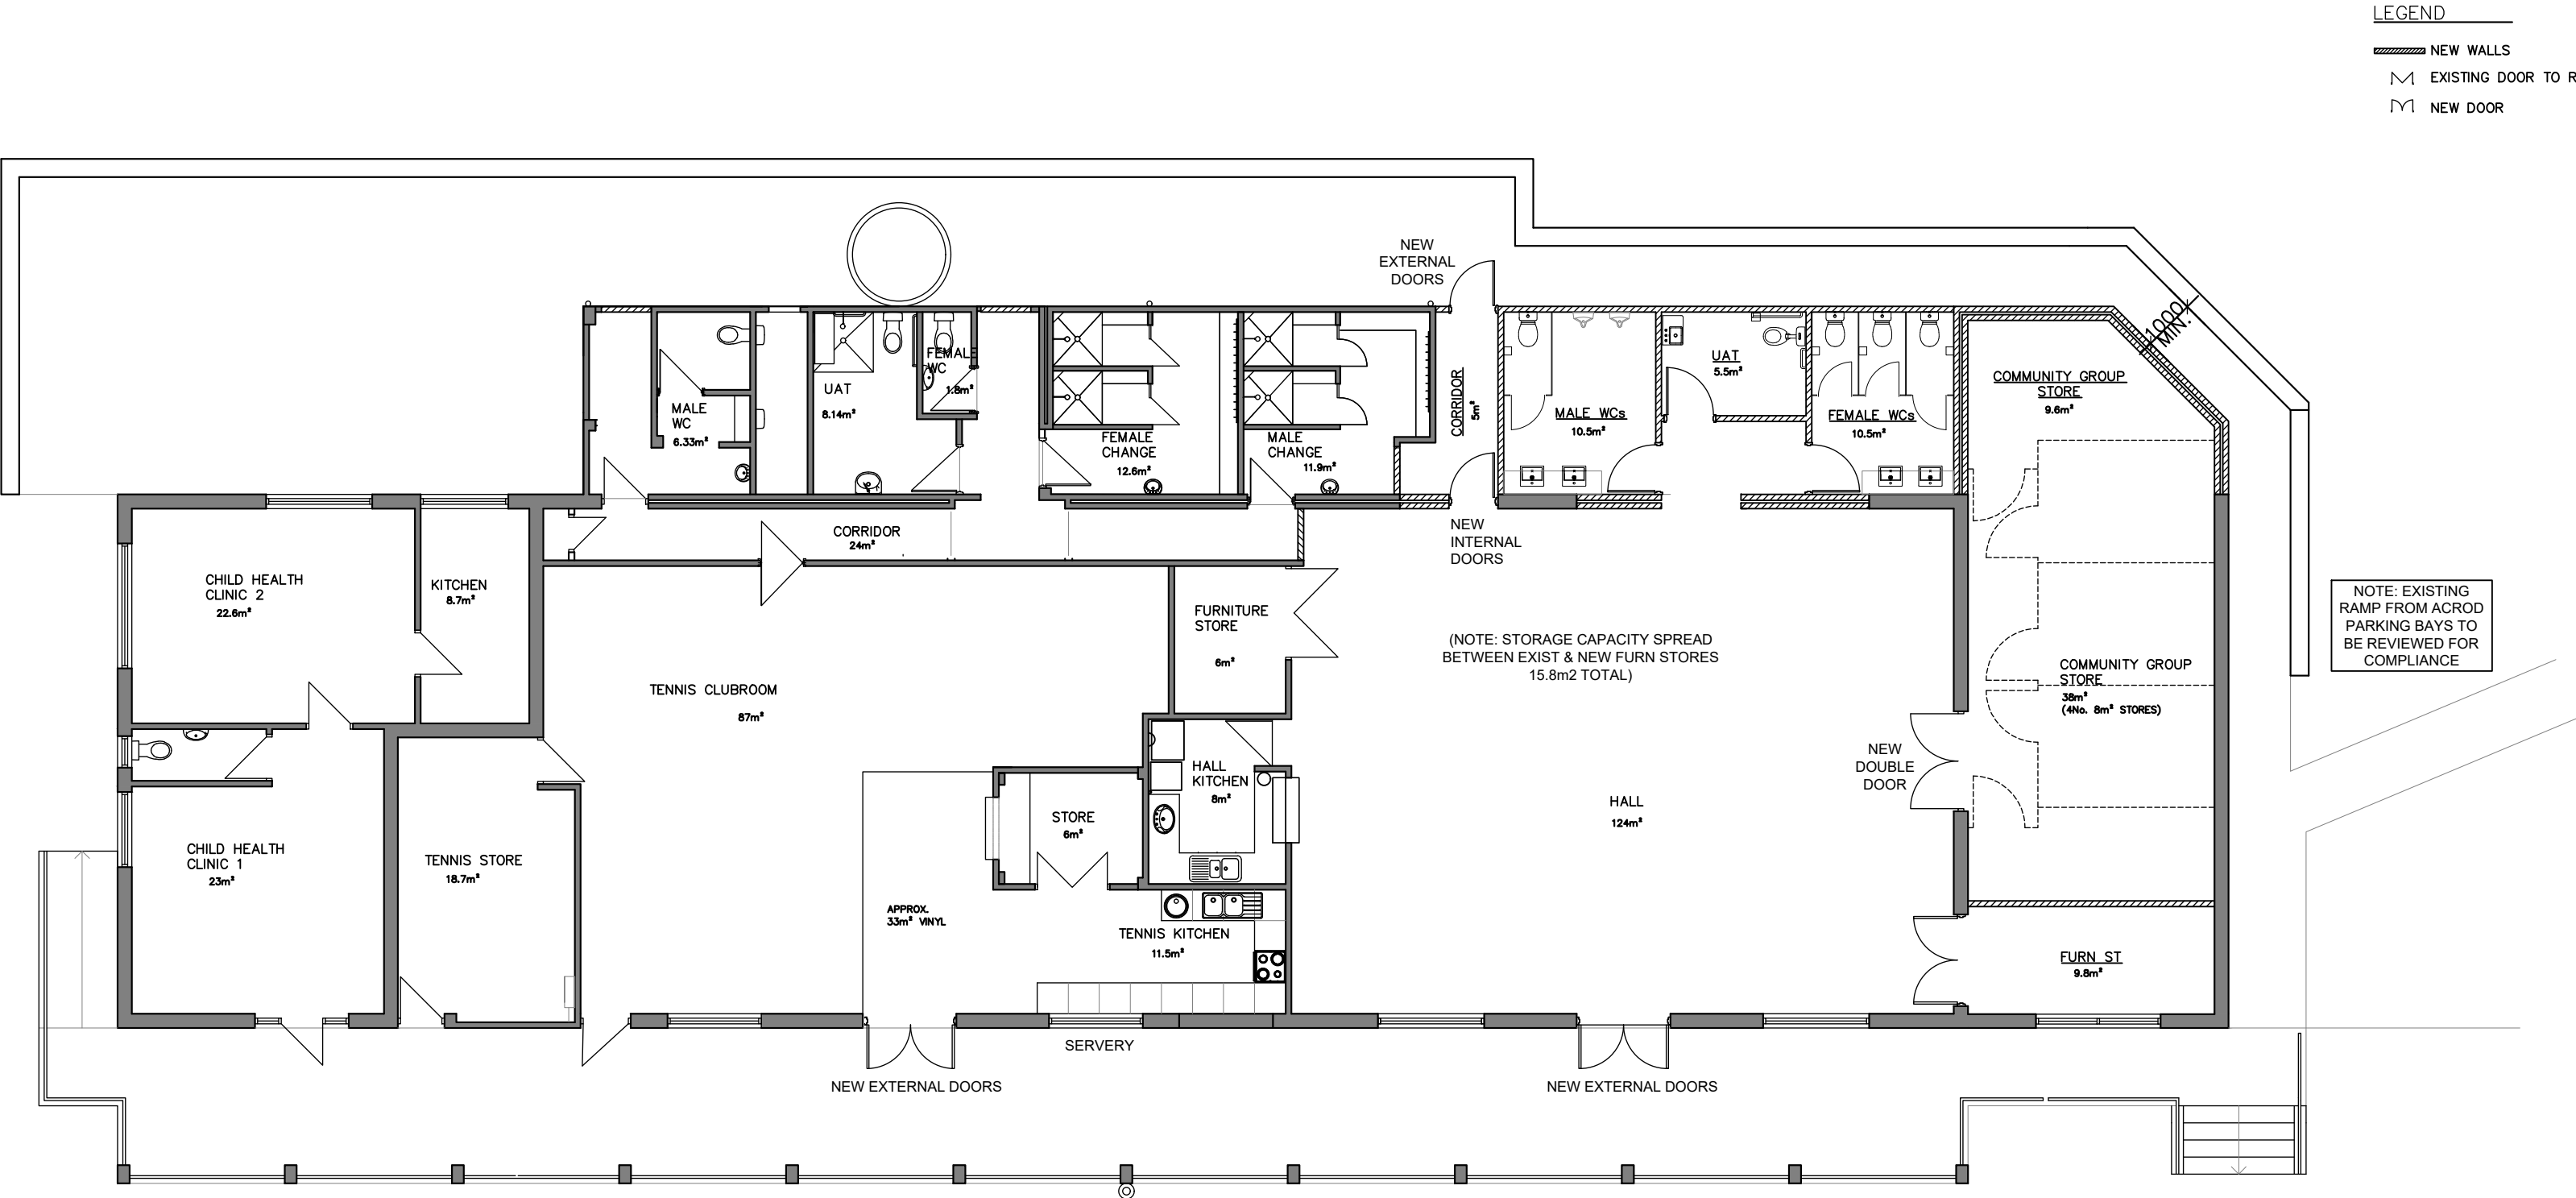 LEGEND
NEW WALLS
EXISTING DOOR TO R
NEW DOOR
NEW
EXTERNAL
DOORS
1000
MIN.
FEMALE
WC
1.8m²
UAT
8.14m²
MALE
WC
6.33m²
FEMALE
CHANGE
12.6m²
MALE
CHANGE
11.9m²
CORRIDOR
5m²
MALE WCs
10.5m²
UAT
5.5m²
FEMALE WCs
10.5m²
COMMUNITY GROUP
STORE
9.6m²
CORRIDOR
24m²
NEW
INTERNAL
DOORS
CHILD HEALTH
CLINIC 2
22.6m²
KITCHEN
8.7m²
FURNITURE
STORE
6m²
(NOTE: STORAGE CAPACITY SPREAD
BETWEEN EXIST & NEW FURN STORES
15.8m2 TOTAL)
NOTE: EXISTING
RAMP FROM ACROD
PARKING BAYS TO
BE REVIEWED FOR
COMPLIANCE
COMMUNITY GROUP
STORE
38m²
(4No. 8m² STORES)
TENNIS CLUBROOM
87m²
NEW
DOUBLE
DOOR
HALL
KITCHEN
8m²
HALL
124m²
STORE
6m²
CHILD HEALTH
CLINIC 1
23m²
TENNIS STORE
18.7m²
APPROX.
33m² VINYL
TENNIS KITCHEN
11.5m²
FURN ST
9.8m²
SERVERY
NEW EXTERNAL DOORS
NEW EXTERNAL DOORS